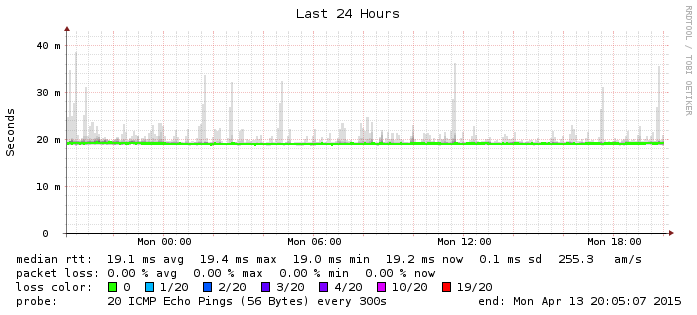 Last 24 Hours
RRDTOOL / TOBI OETIKER
Seconds
40 m
30 m
20 m
10 m
0
Mon 00:00 Mon 06:00 Mon 12:00 Mon 18:00
median rtt: 19.1 ms avg 19.4 ms max 19.0 ms min 19.2 ms now 0.1 ms sd 255.3 am/s
packet loss: 0.00 % avg 0.00 % max 0.00 % min 0.00 % now
loss color: 0 1/20 2/20 3/20 4/20 10/20 19/20
probe: 20 ICMP Echo Pings (56 Bytes) every 300s end: Mon Apr 13 20:05:07 2015